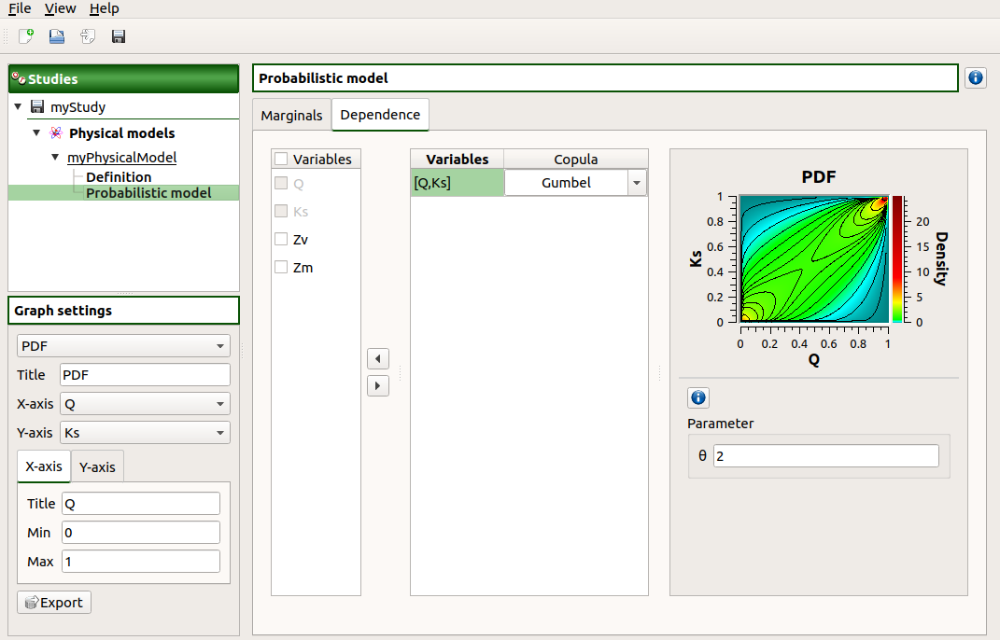 File View Help
Studies
myStudy
Physical models
myPhysicalModel
Definition
Probabilistic model
Graph settings
PDF
Title PDF
X-axis Q
Y-axis Ks
X-axis Y-axis
Title Q
Min 0
Max 1
Export
Probabilistic model
Marginals Dependence
Variables
Q
Ks
Zv
Zm
Variables Copula
[Q,Ks] Gumbel
PDF
Ks
1
0.8
0.6
0.4
0.2
0
0 0.2 0.4 0.6 0.8 1
Q
20
15
10
5
0
Density
Parameter
θ 2